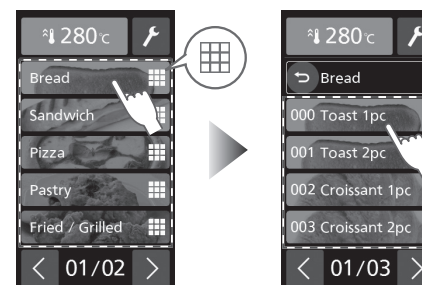 280℃
Bread
Sandwich
Pizza
Pastry
Fried / Grilled
01/02
280℃
Bread
000 Toast 1pc
001 Toast 2pc
002 Croissant 1pc
003 Croissant 2pc
01/03